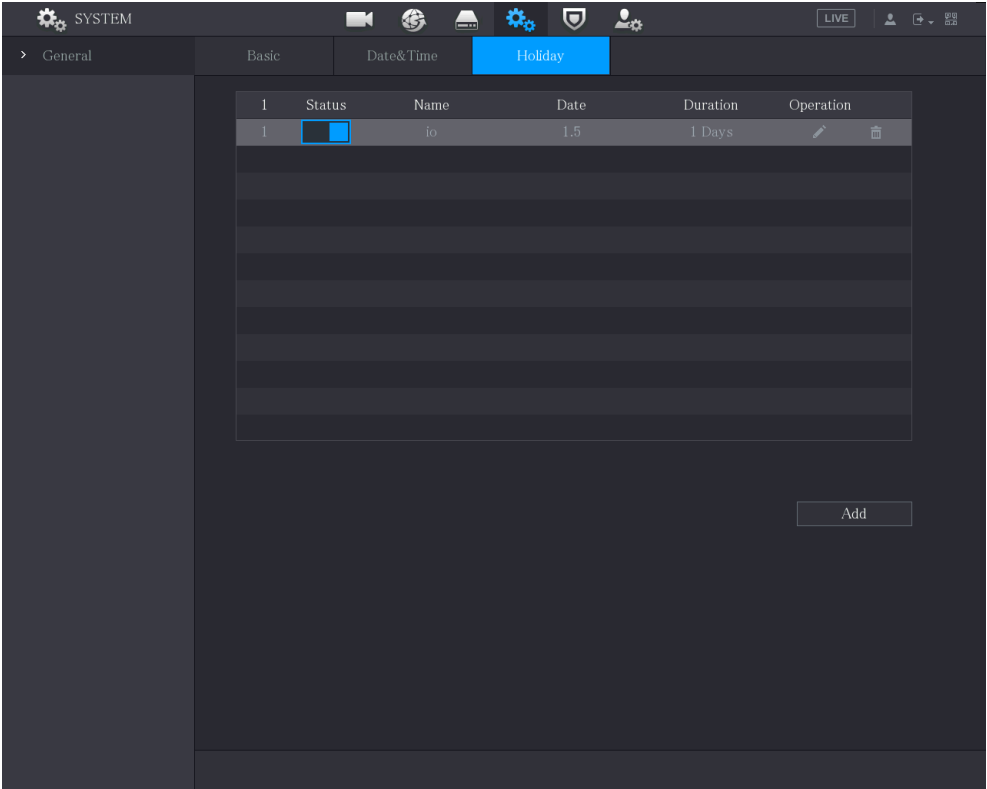 SYSTEM LIVE
> General Basic Date&Time Holiday
1 Status Name Date Duration Operation
1 io 1.5 1 Days
Add